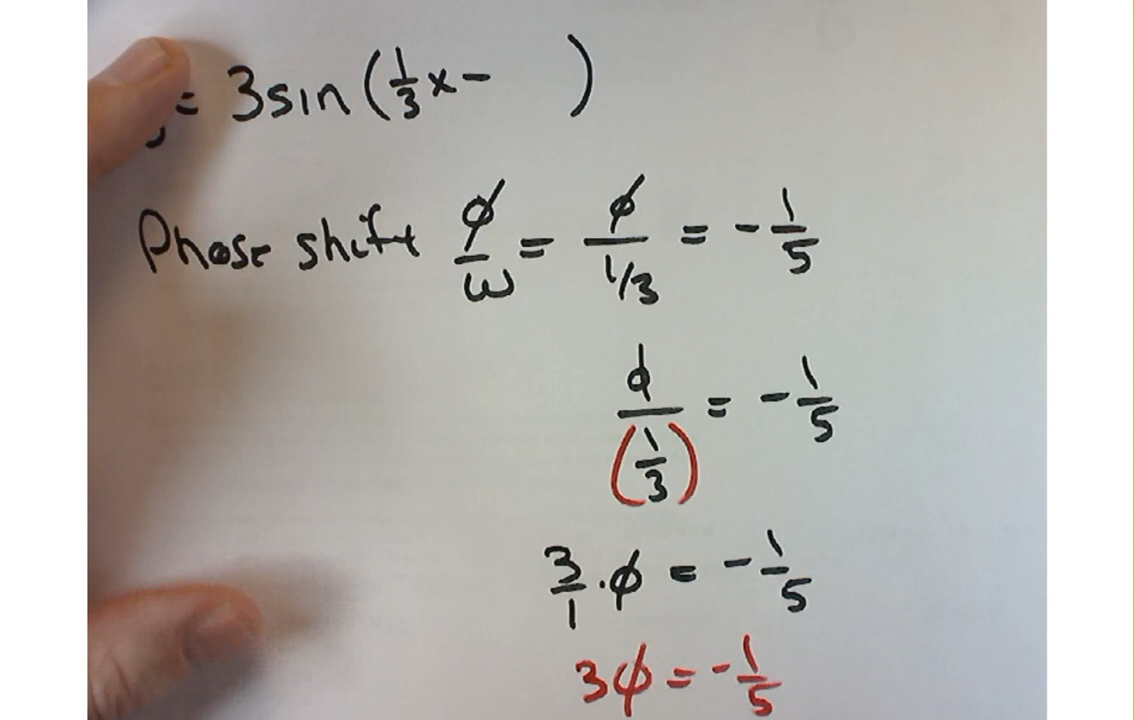 = 3sin(1/3x -   )
Phase shift ϕ/ω = ϕ/1/3 = -1/5
ϕ/(1/3) = -1/5
3/1 · ϕ = -1/5
3ϕ = -1/5